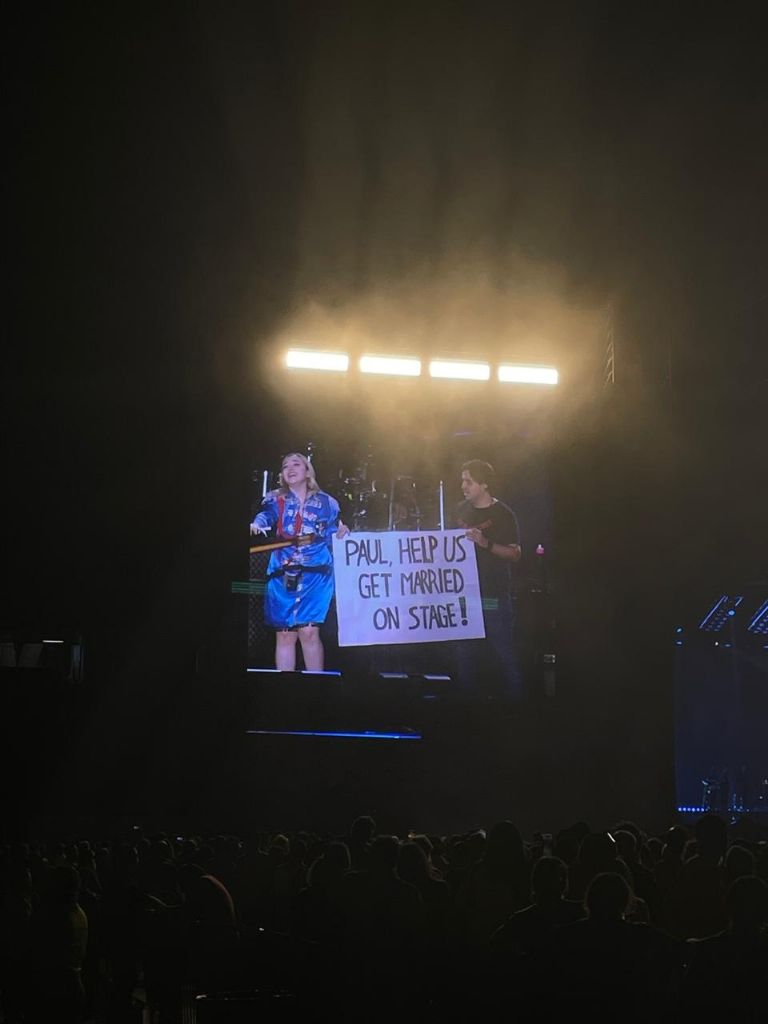 PAUL, HELP US
GET MARRIED
ON STAGE!